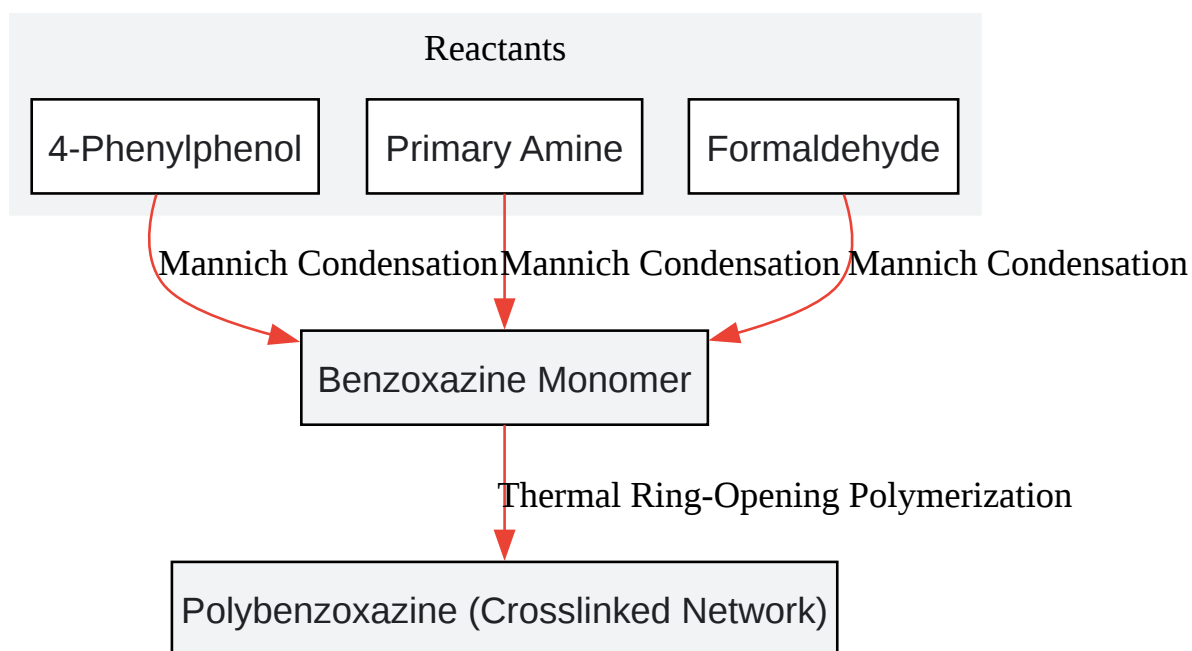 Reactants
4-Phenylphenol
Primary Amine
Formaldehyde
Mannich Condensation
Mannich Condensation
Mannich Condensation
Benzoxazine Monomer
Thermal Ring-Opening Polymerization
Polybenzoxazine (Crosslinked Network)